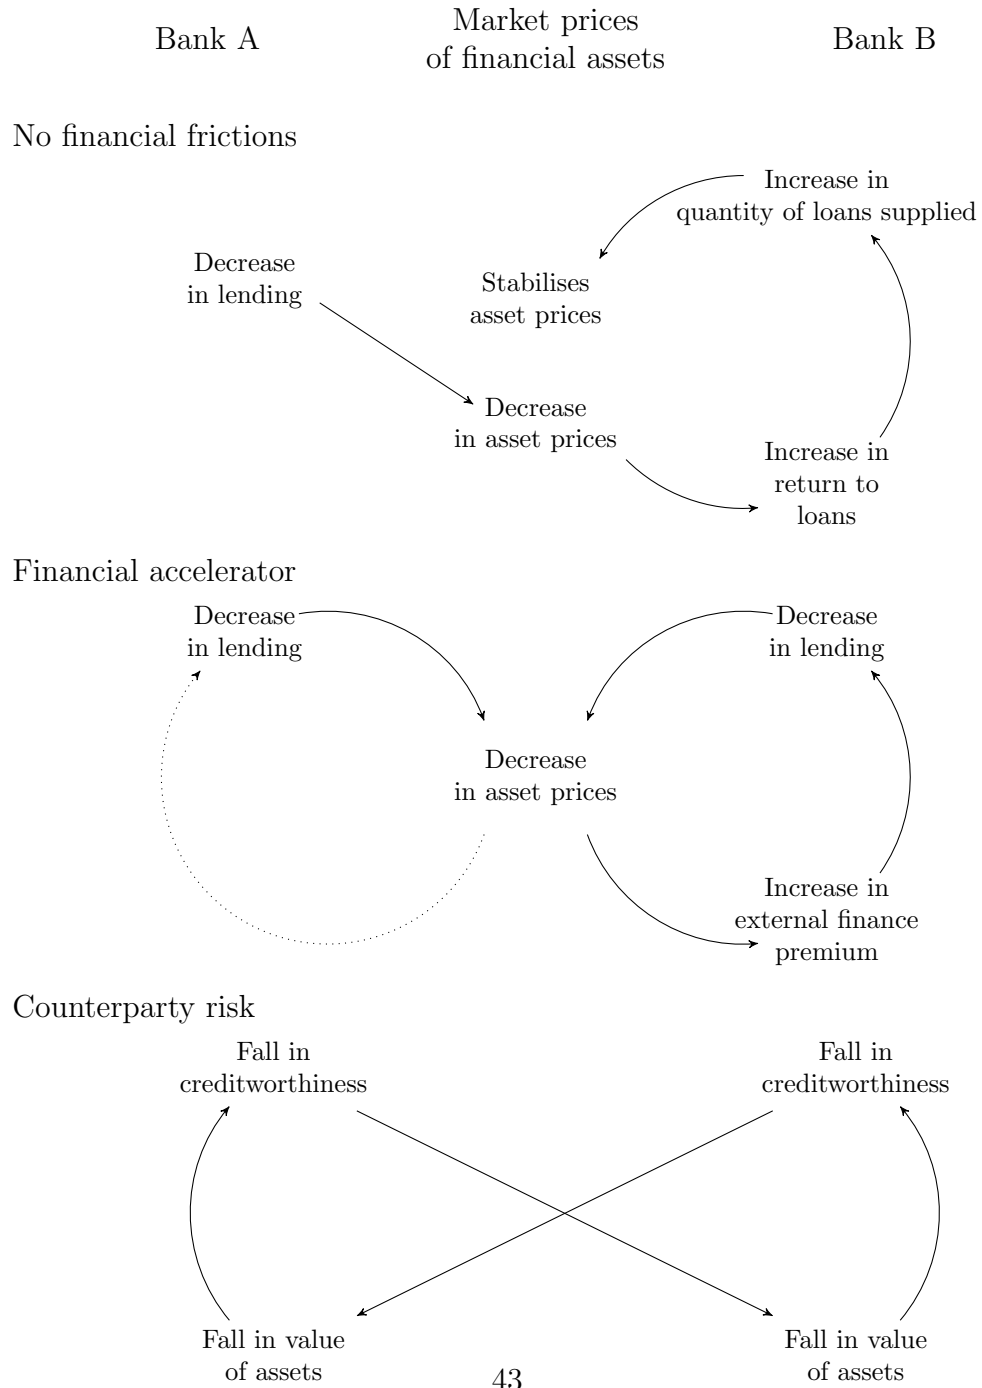 Bank A
Market prices
of financial assets
Bank B
No financial frictions
Increase in
quantity of loans supplied
Decrease
in lending
Stabilises
asset prices
Decrease
in asset prices
Increase in
return to
loans
Financial accelerator
Decrease
in lending
Decrease
in lending
Decrease
in asset prices
Increase in
external finance
premium
Counterparty risk
Fall in
creditworthiness
Fall in
creditworthiness
Fall in value
of assets
Fall in value
of assets
43